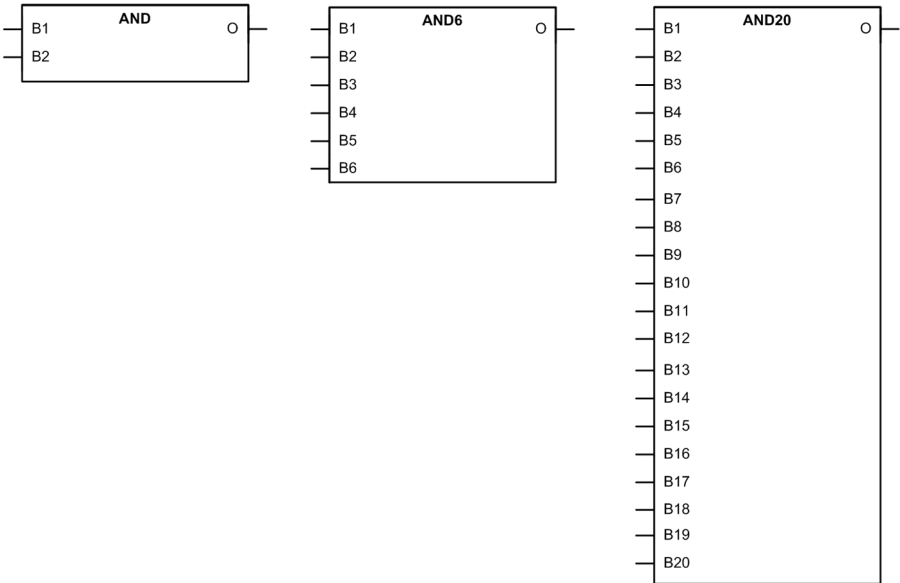 AND
B1 O
B2
AND6
B1 O
B2
B3
B4
B5
B6
AND20
B1 O
B2
B3
B4
B5
B6
B7
B8
B9
B10
B11
B12
B13
B14
B15
B16
B17
B18
B19
B20